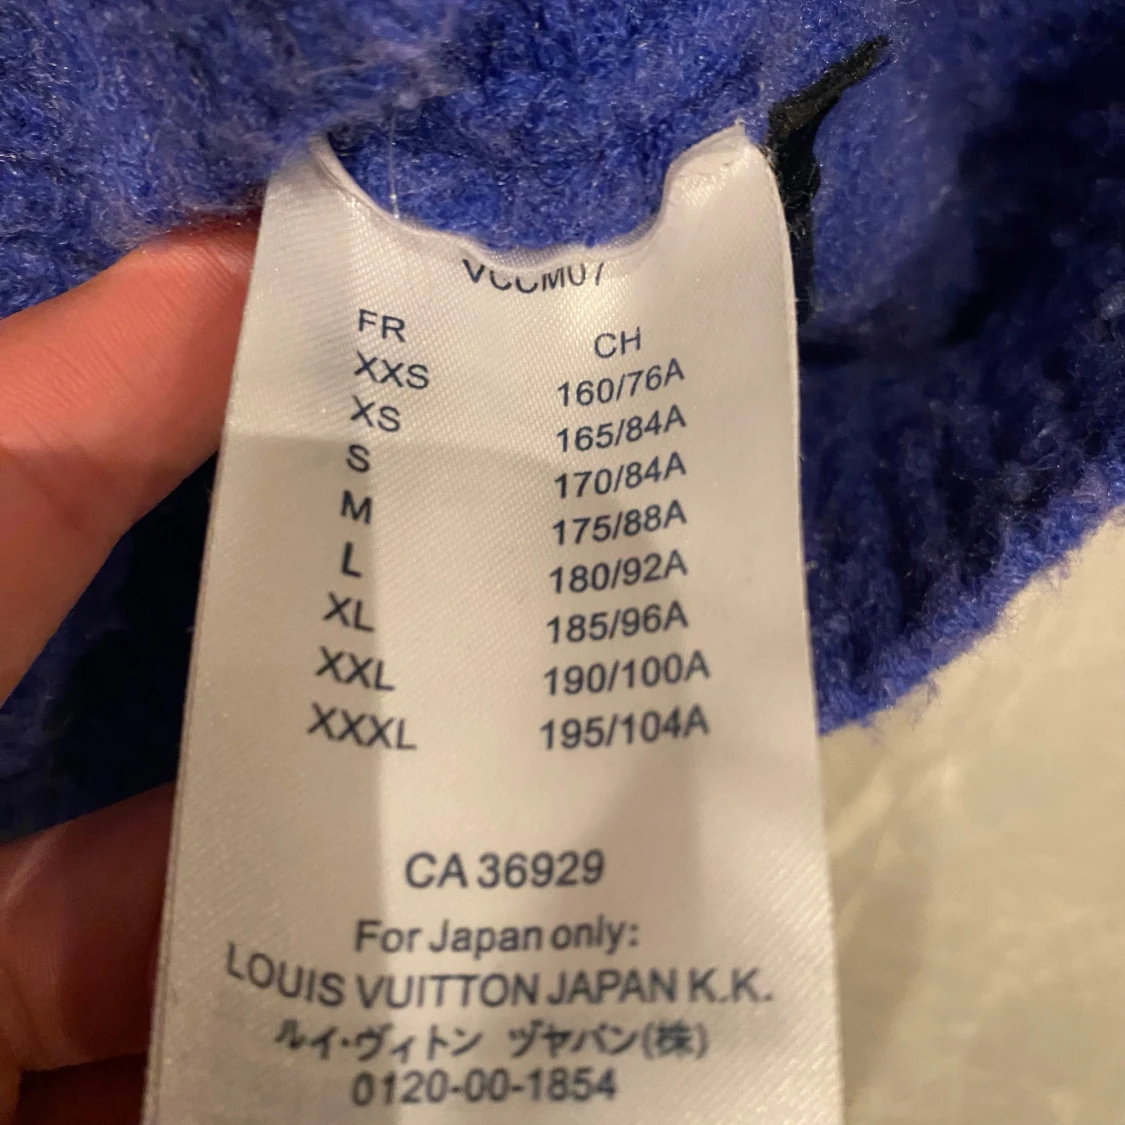 VCCM07
FR CH
XXS 160/76A
XS 165/84A
S 170/84A
M 175/88A
L 180/92A
XL 185/96A
XXL 190/100A
XXXL 195/104A
CA 36929
For Japan only:
LOUIS VUITTON JAPAN K.K.
ルイ・ヴィトン ヅャパン(株)
0120-00-1854